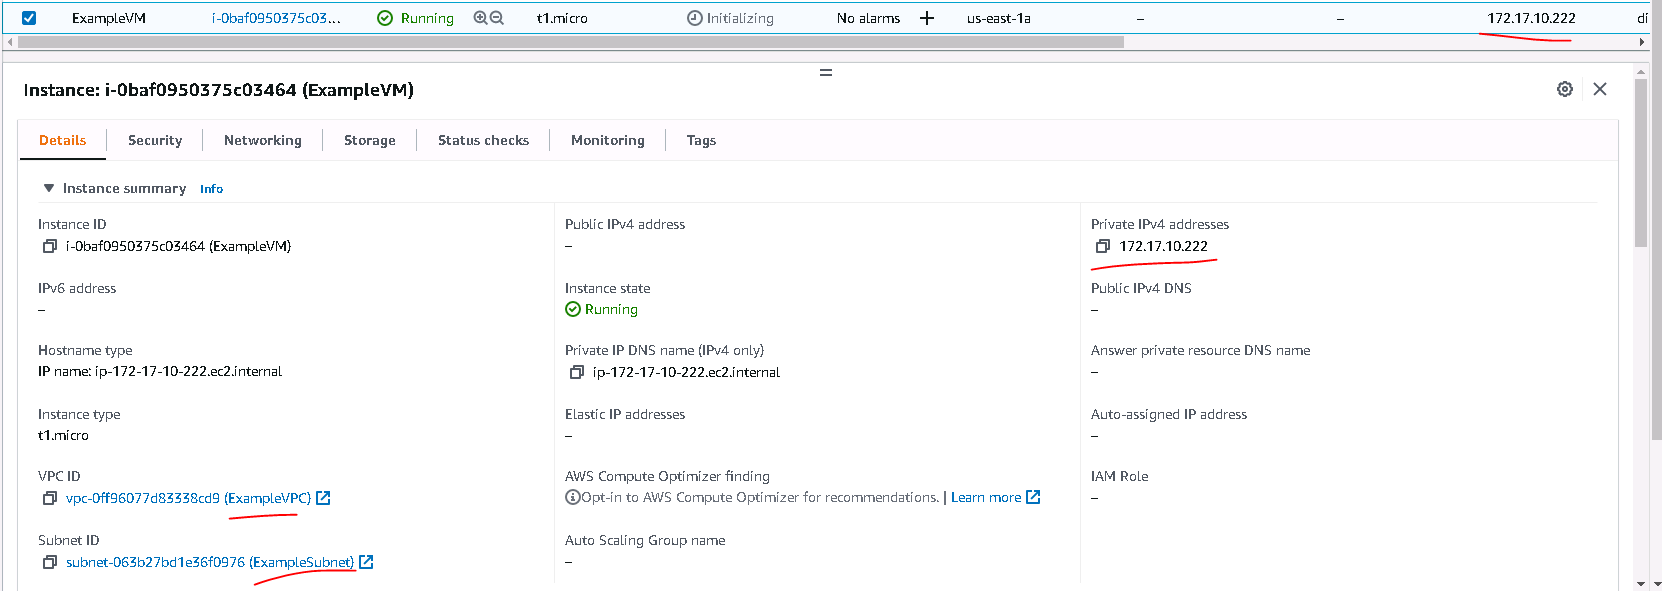 ExampleVM i-0baf0950375c03... Running t1.micro Initializing No alarms + us-east-1a – – 172.17.10.222 di
Instance: i-0baf0950375c03464 (ExampleVM)
Details Security Networking Storage Status checks Monitoring Tags
Instance summary Info
Instance ID Public IPv4 address Private IPv4 addresses
i-0baf0950375c03464 (ExampleVM) – 172.17.10.222
IPv6 address Instance state Public IPv4 DNS
– Running –
Hostname type Private IP DNS name (IPv4 only) Answer private resource DNS name
IP name: ip-172-17-10-222.ec2.internal ip-172-17-10-222.ec2.internal –
Instance type Elastic IP addresses Auto-assigned IP address
t1.micro – –
VPC ID AWS Compute Optimizer finding IAM Role
vpc-0ff96077d83338cd9 (ExampleVPC) Opt-in to AWS Compute Optimizer for recommendations. | Learn more –
Subnet ID Auto Scaling Group name
subnet-063b27bd1e36f0976 (ExampleSubnet) –